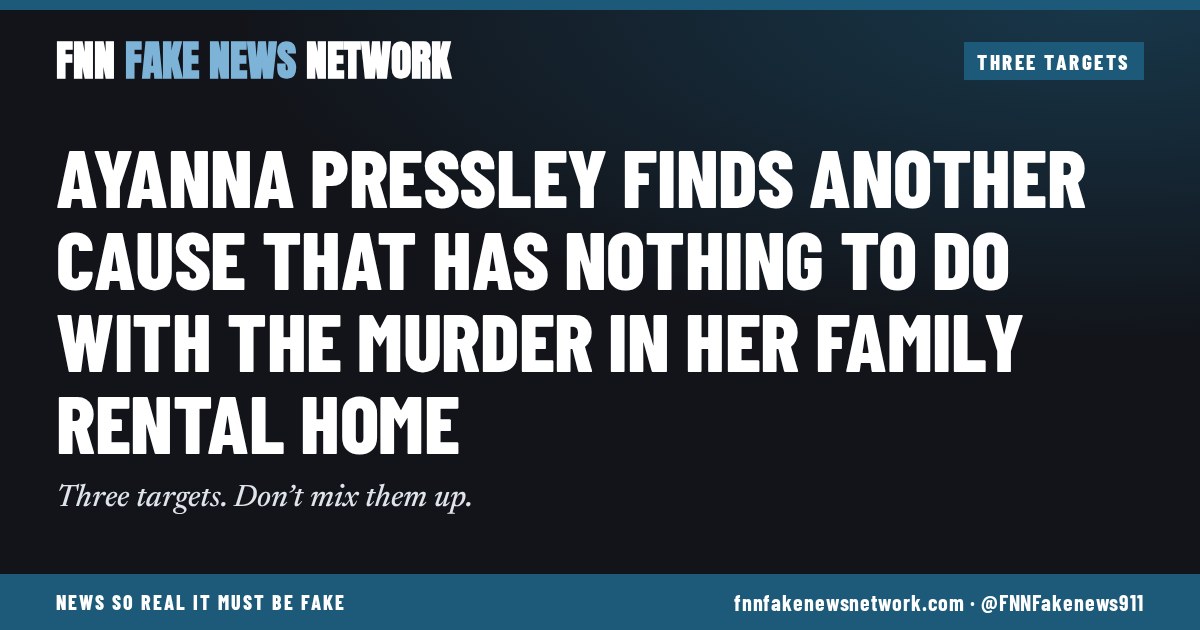 FNN FAKE NEWS NETWORK
THREE TARGETS
AYANNA PRESSLEY FINDS ANOTHER
CAUSE THAT HAS NOTHING TO DO
WITH THE MURDER IN HER FAMILY
RENTAL HOME
Three targets. Don’t mix them up.
NEWS SO REAL IT MUST BE FAKE
fnnfakenewsnetwork.com · @FNNFakenews911